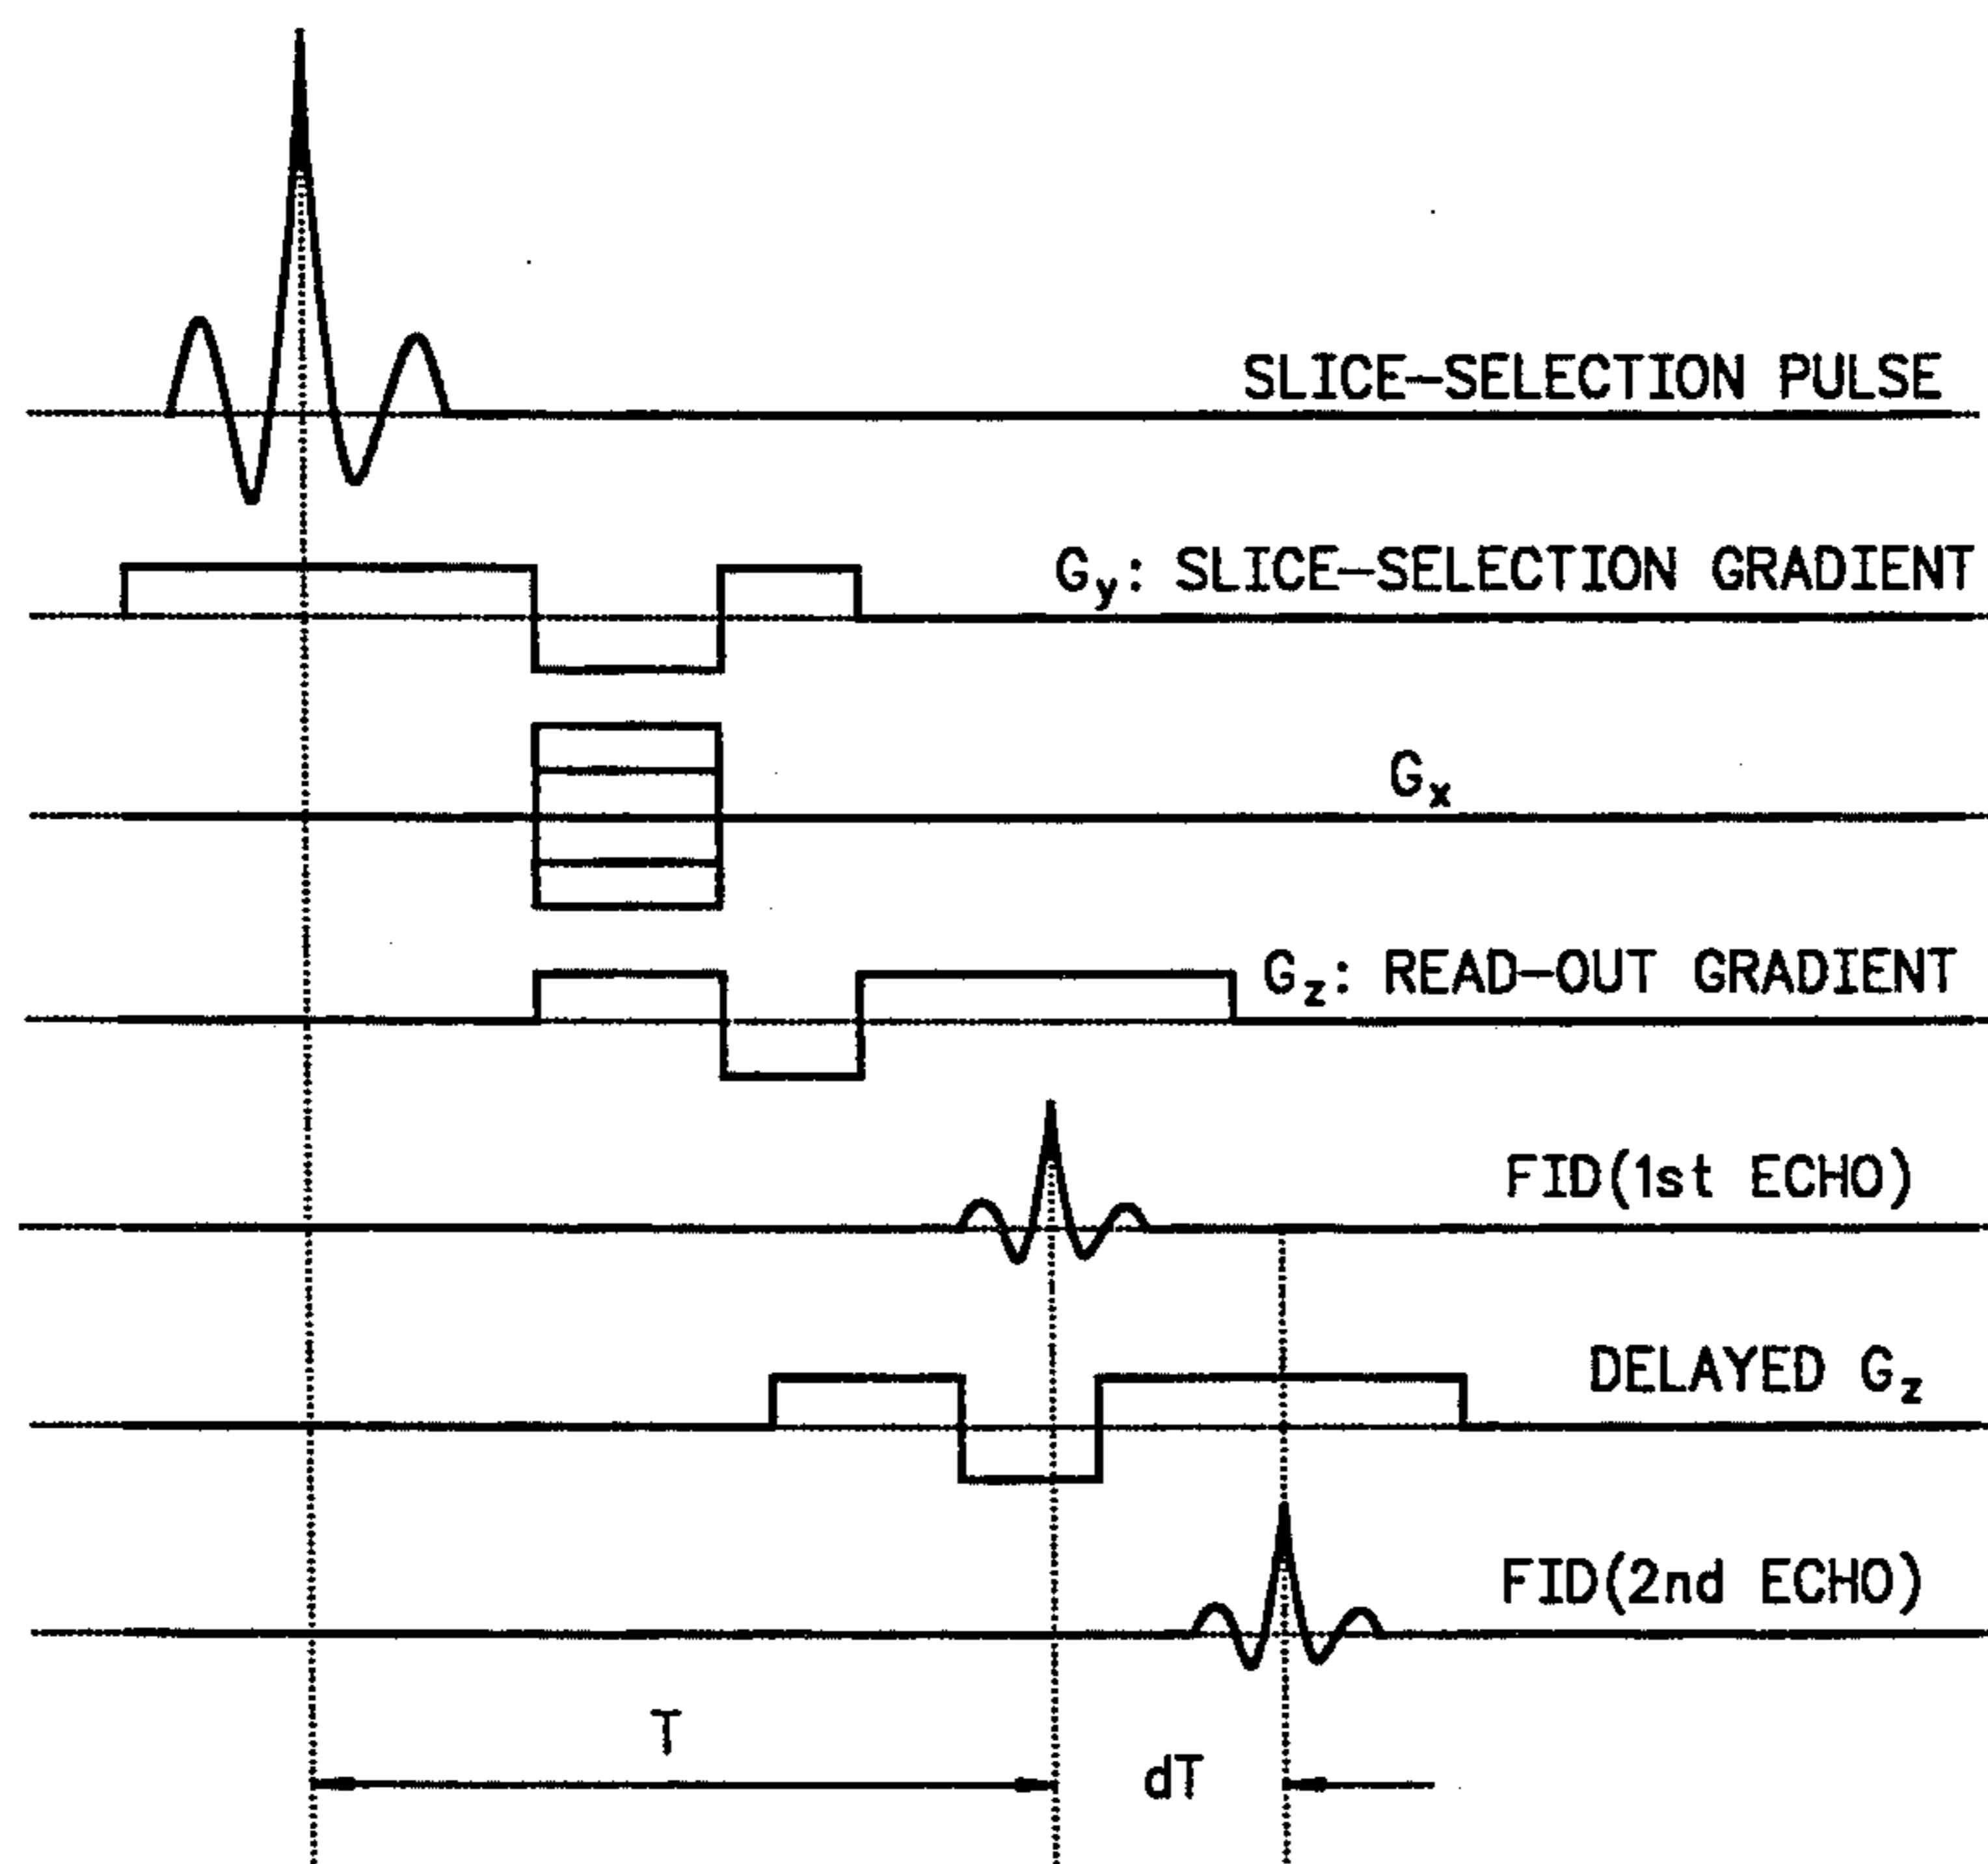 SLICE-SELECTION PULSE
Gy: SLICE-SELECTION GRADIENT
Gx
Gz: READ-OUT GRADIENT
FID(1st ECHO)
DELAYED Gz
FID(2nd ECHO)
T
dT